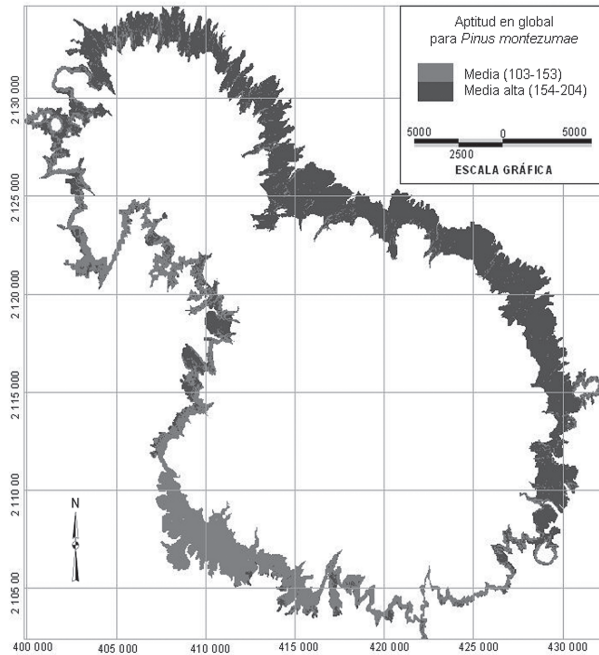 Aptitud en global
para Pinus montezumae
Media (103-153)
Media alta (154-204)
5000 0 5000
2500
ESCALA GRÁFICA
2 130 000
2 125 000
2 120 000
2 115 000
2 110 000
2 105 00
N
400 000 405 000 410 000 415 000 420 000 425 000 430 000